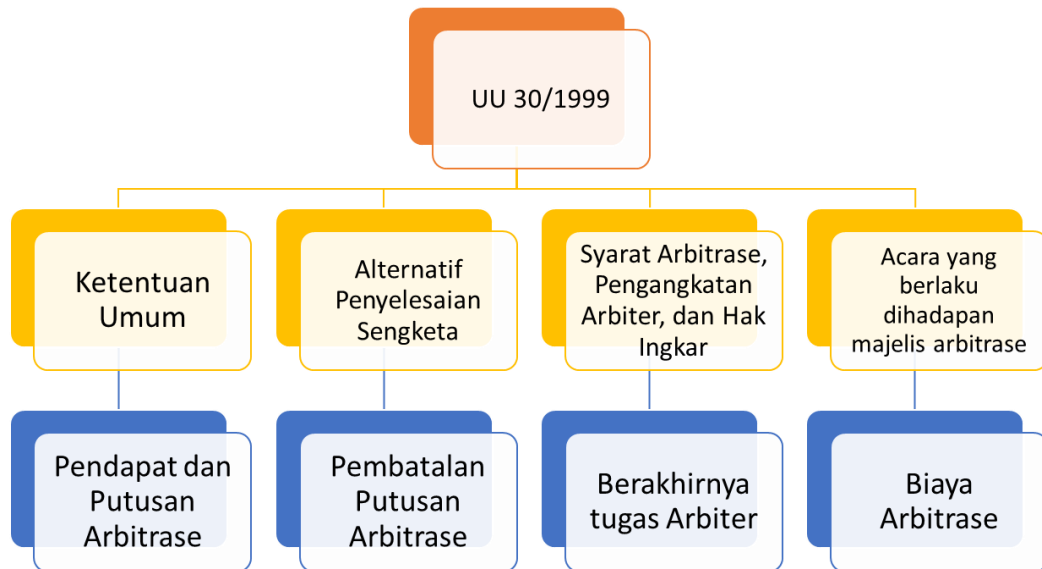 UU 30/1999
Ketentuan
Umum
Alternatif
Penyelesaian
Sengketa
Syarat Arbitrase,
Pengangkatan
Arbiter, dan Hak
Ingkar
Acara yang
berlaku
dihadapan
majelis arbitrase
Pendapat dan
Putusan
Arbitrase
Pembatalan
Putusan
Arbitrase
Berakhirnya
tugas Arbiter
Biaya
Arbitrase